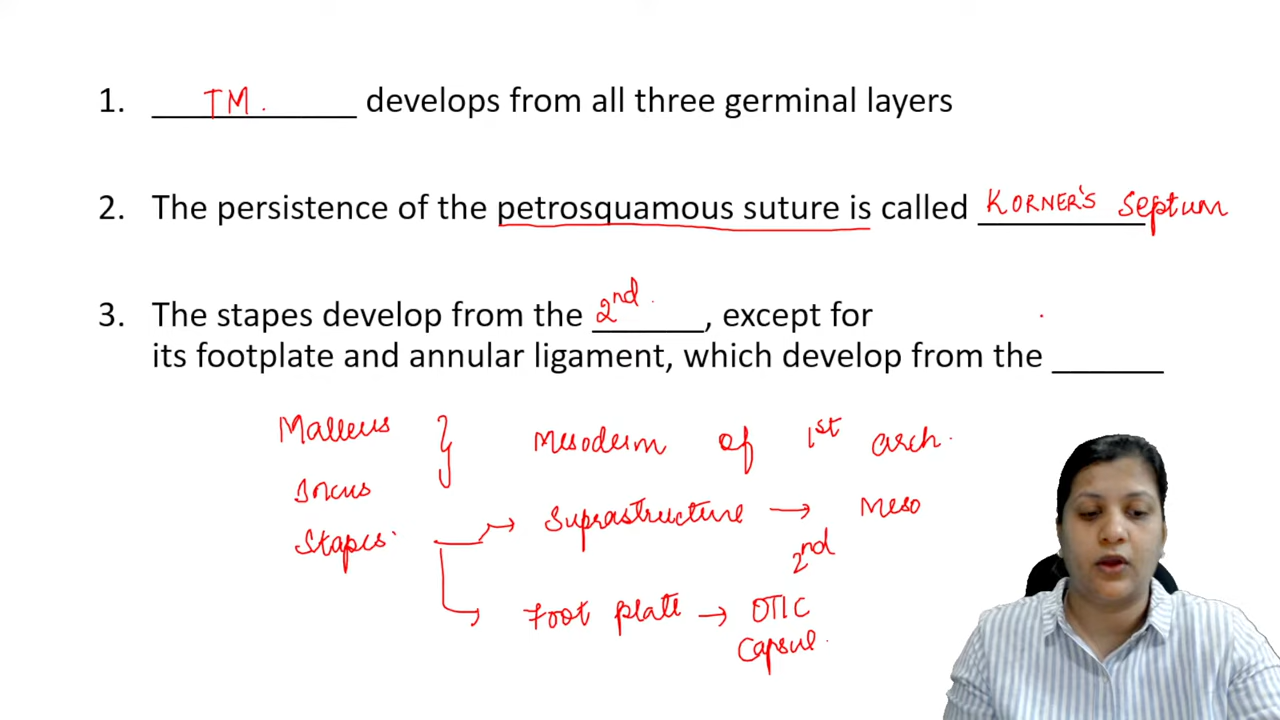 1. TM. develops from all three germinal layers
2. The persistence of the petrosquamous suture is called KORNER'S Septum
3. The stapes develop from the 2nd, except for
its footplate and annular ligament, which develop from the ______
Malleus } Mesoderm of 1st arch.
Incus
Stapes. → Suprastructure → Meso
2nd
→ Foot plate → OTIC
Capsul.